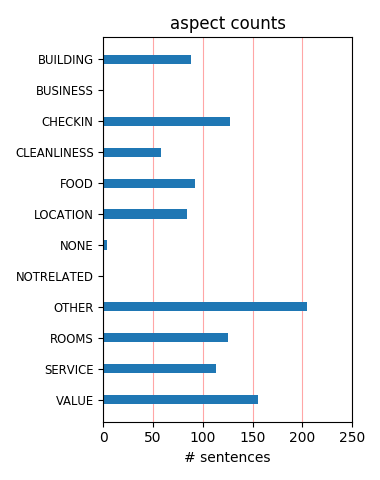 aspect counts
BUILDING
BUSINESS
CHECKIN
CLEANLINESS
FOOD
LOCATION
NONE
NOTRELATED
OTHER
ROOMS
SERVICE
VALUE
0 50 100 150 200 250
# sentences